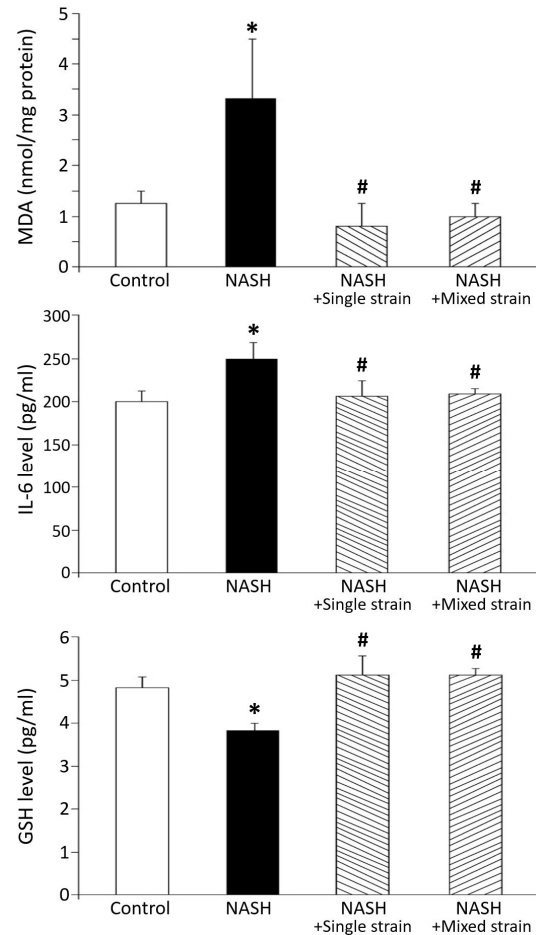 MDA (nmol/mg protein)
5
4
3
2
1
0
*
#
#
Control
NASH
NASH
+Single strain
NASH
+Mixed strain
IL-6 level (pg/ml)
300
250
200
150
100
50
0
*
#
#
Control
NASH
NASH
+Single strain
NASH
+Mixed strain
GSH level (pg/ml)
6
5
4
3
2
1
0
*
#
#
Control
NASH
NASH
+Single strain
NASH
+Mixed strain